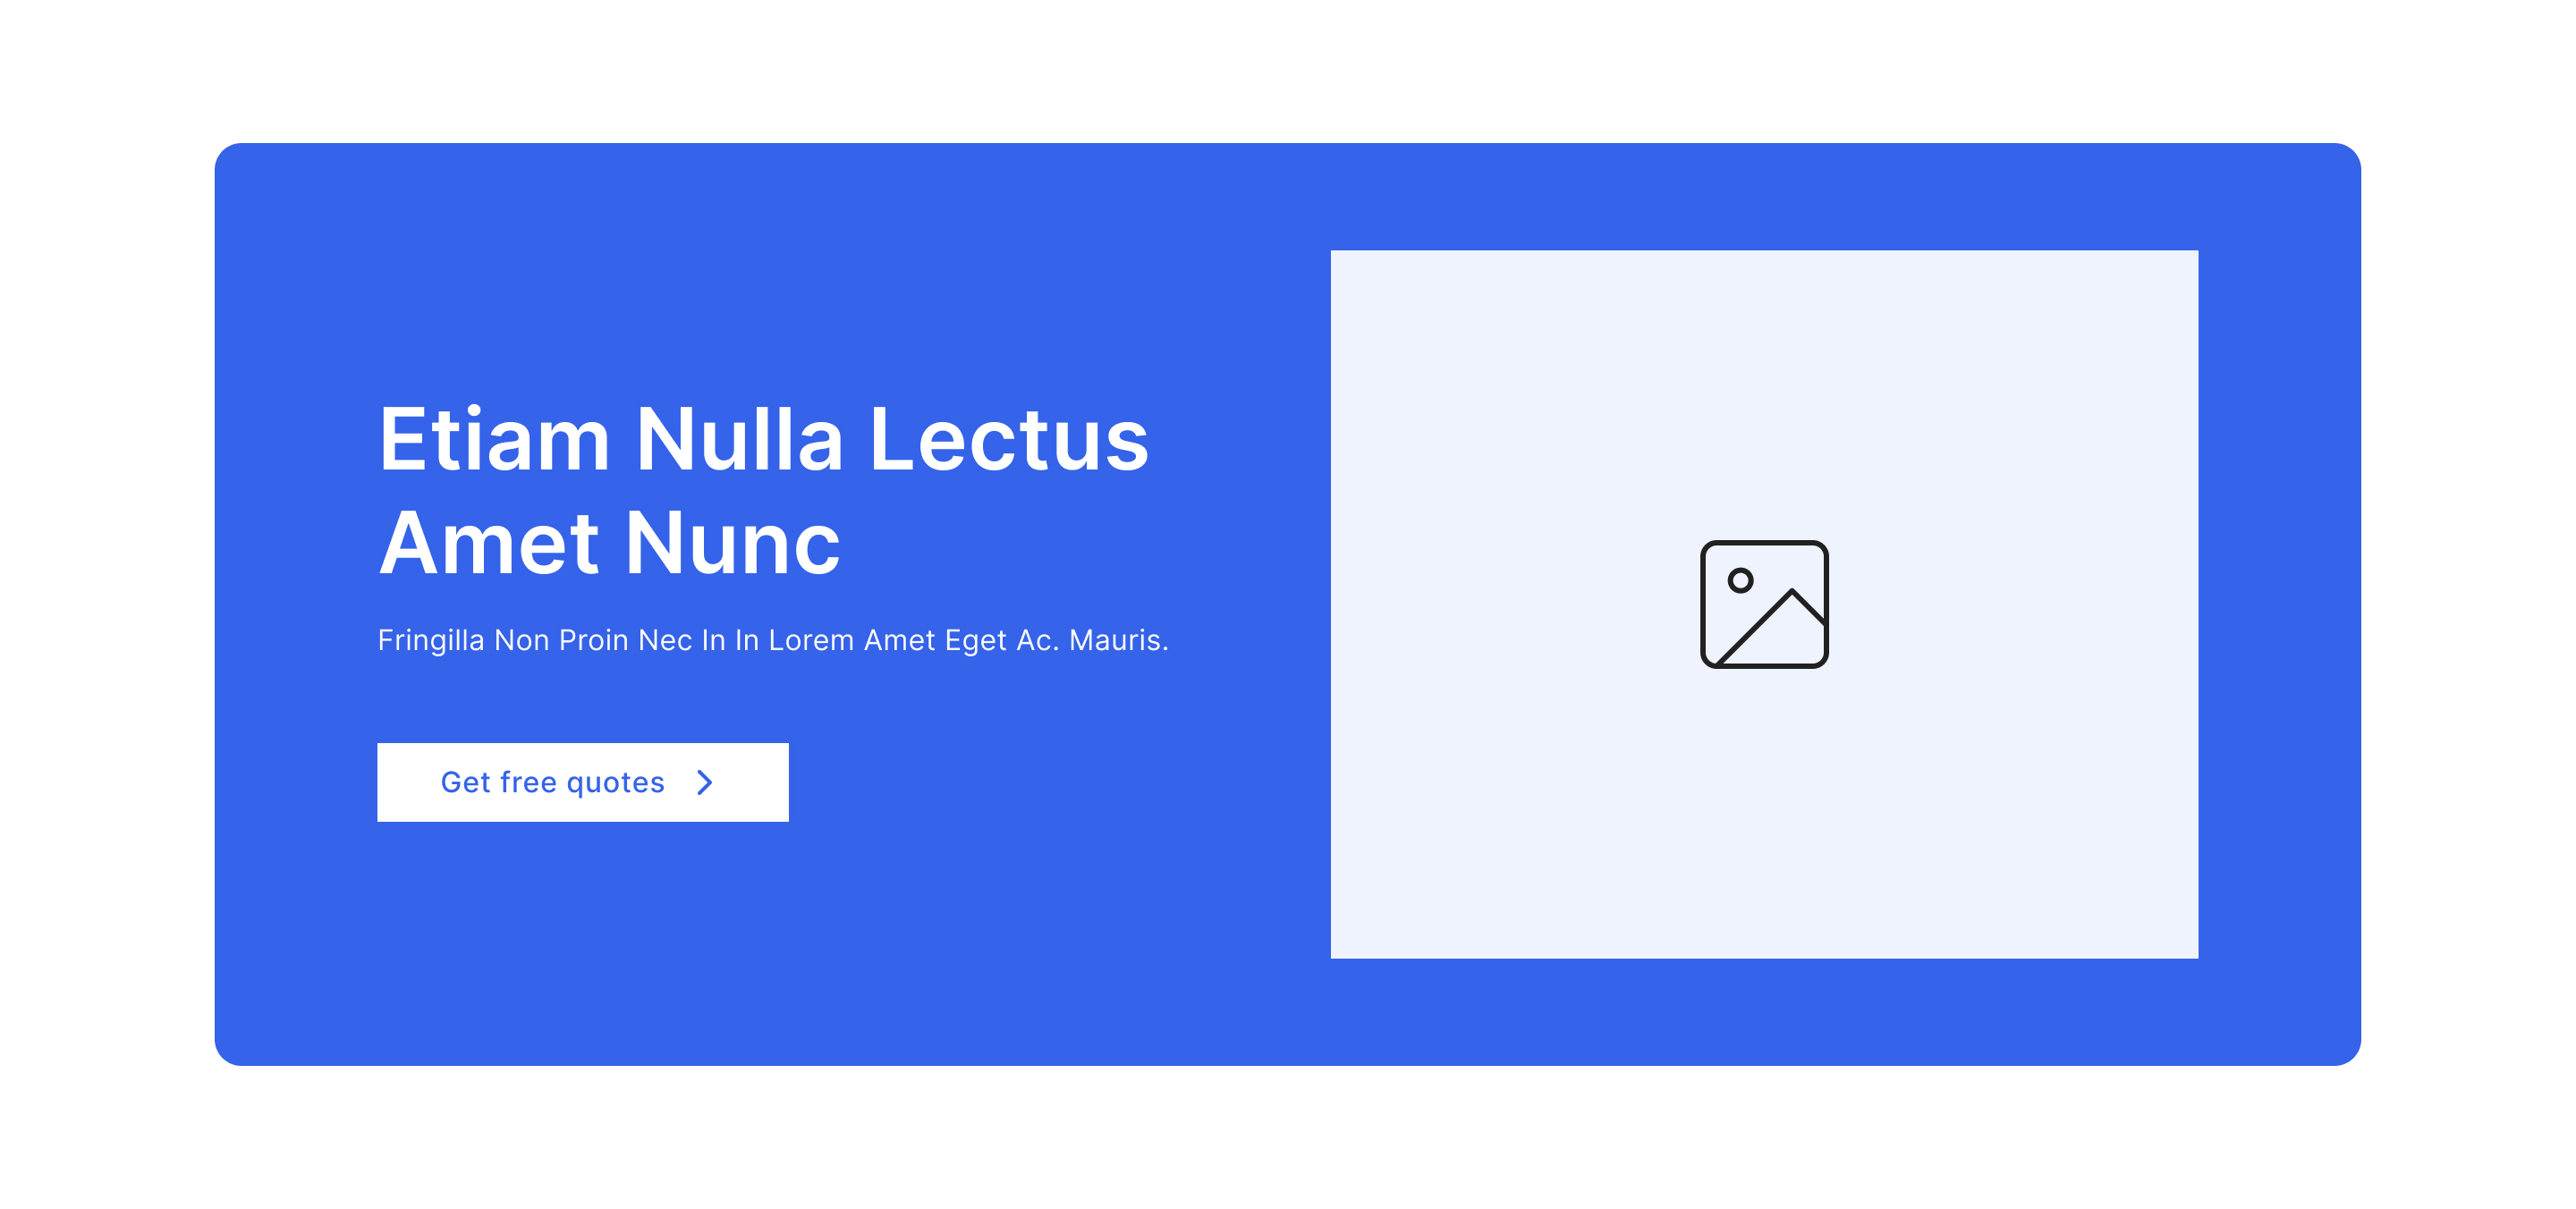 Etiam Nulla Lectus
Amet Nunc
Fringilla Non Proin Nec In In Lorem Amet Eget Ac. Mauris.
Get free quotes